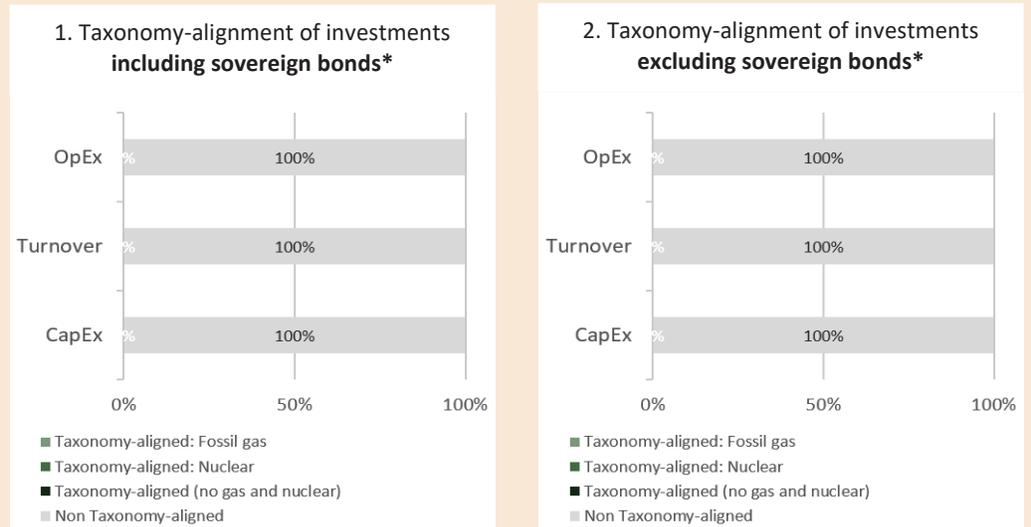 1. Taxonomy-alignment of investments
including sovereign bonds*
OpEx
%
100%
Turnover
%
100%
CapEx
%
100%
0%
50%
100%
Taxonomy-aligned: Fossil gas
Taxonomy-aligned: Nuclear
Taxonomy-aligned (no gas and nuclear)
Non Taxonomy-aligned
2. Taxonomy-alignment of investments
excluding sovereign bonds*
OpEx
%
100%
Turnover
%
100%
CapEx
%
100%
0%
50%
100%
Taxonomy-aligned: Fossil gas
Taxonomy-aligned: Nuclear
Taxonomy-aligned (no gas and nuclear)
Non Taxonomy-aligned